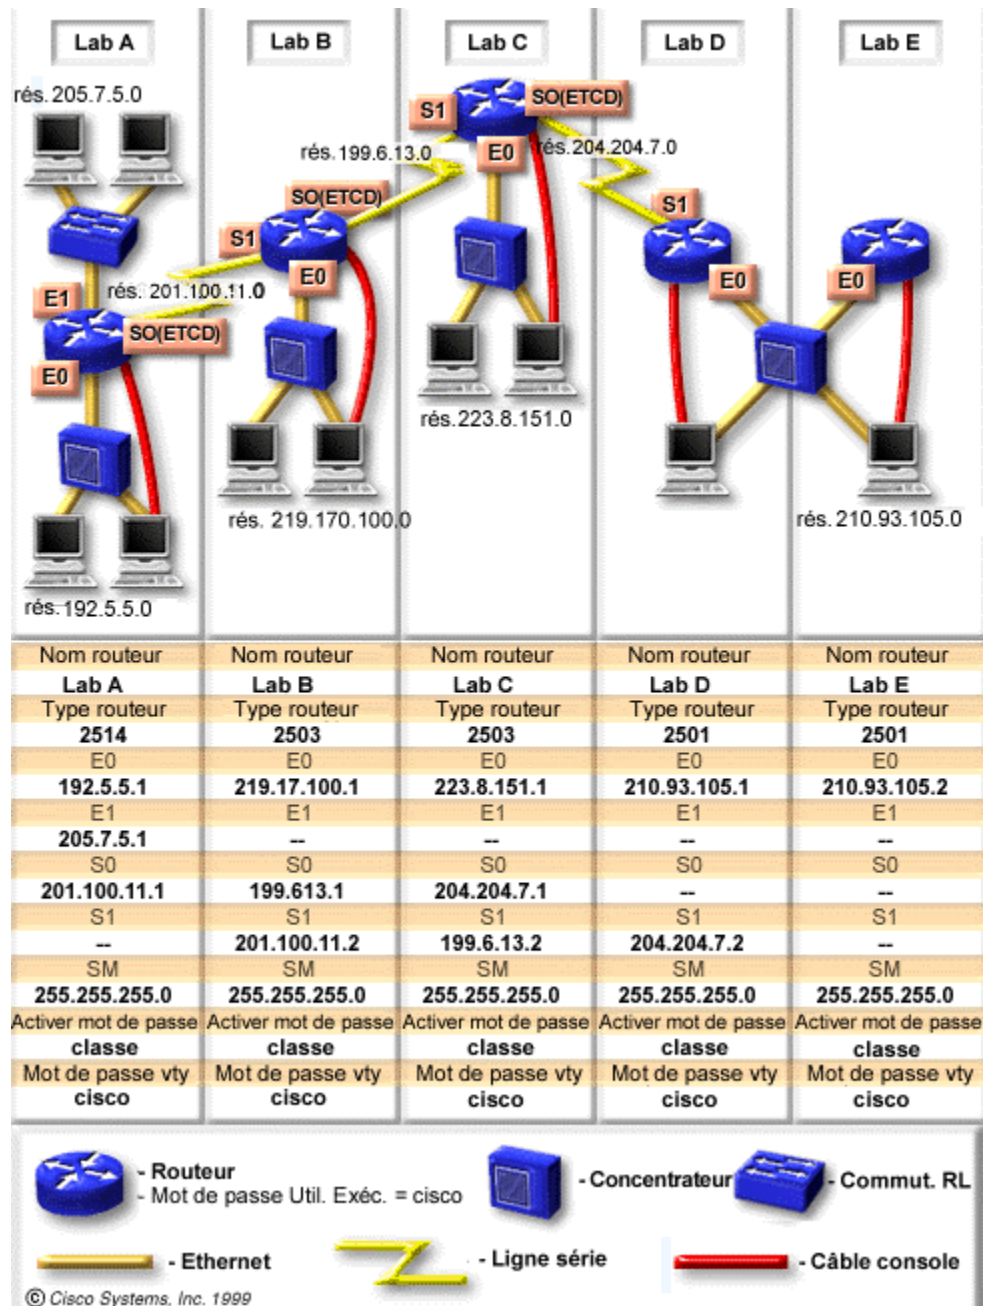 Lab A
Lab B
Lab C
Lab D
Lab E
rés. 205.7.5.0
E1
rés. 201.100.11.0
SO(ETCD)
E0
rés. 192.5.5.0
SO(ETCD)
S1
E0
rés. 219.170.100.0
rés. 199.6.13.0
S1
SO(ETCD)
E0
rés. 204.204.7.0
rés. 223.8.151.0
S1
E0
E0
rés. 210.93.105.0
Nom routeur Nom routeur Nom routeur Nom routeur Nom routeur
Lab A Lab B Lab C Lab D Lab E
Type routeur Type routeur Type routeur Type routeur Type routeur
2514 2503 2503 2501 2501
E0 E0 E0 E0 E0
192.5.5.1 219.17.100.1 223.8.151.1 210.93.105.1 210.93.105.2
E1 E1 E1 E1 E1
205.7.5.1 -- -- -- --
S0 S0 S0 S0 S0
201.100.11.1 199.613.1 204.204.7.1 -- --
S1 S1 S1 S1 S1
-- 201.100.11.2 199.6.13.2 204.204.7.2 --
SM SM SM SM SM
255.255.255.0 255.255.255.0 255.255.255.0 255.255.255.0 255.255.255.0
Activer mot de passe Activer mot de passe Activer mot de passe Activer mot de passe Activer mot de passe
classe classe classe classe classe
Mot de passe vty Mot de passe vty Mot de passe vty Mot de passe vty Mot de passe vty
cisco cisco cisco cisco cisco
- Routeur
- Mot de passe Util. Exéc. = cisco
- Concentrateur
- Commut. RL
- Ethernet
- Ligne série
- Câble console
© Cisco Systems, Inc. 1999